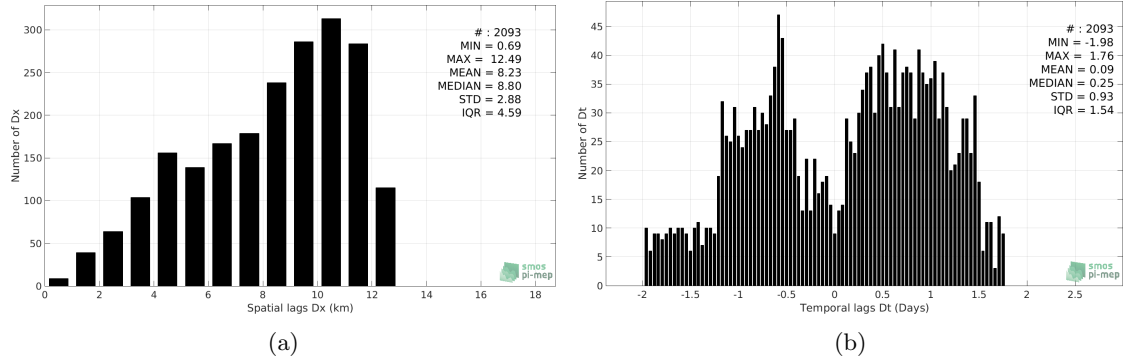 # : 2093
MIN = 0.69
MAX = 12.49
MEAN = 8.23
MEDIAN = 8.80
STD = 2.88
IQR = 4.59
300
250
200
150
100
50
0
Number of Dx
0 2 4 6 8 10 12 14 16 18
Spatial lags Dx (km)
smos
pi-mep
(a)
# : 2093
MIN = -1.98
MAX = 1.76
MEAN = 0.09
MEDIAN = 0.25
STD = 0.93
IQR = 1.54
45
40
35
30
25
20
15
10
5
0
Number of Dt
-2 -1.5 -1 -0.5 0 0.5 1 1.5 2 2.5
Temporal lags Dt (Days)
smos
pi-mep
(b)